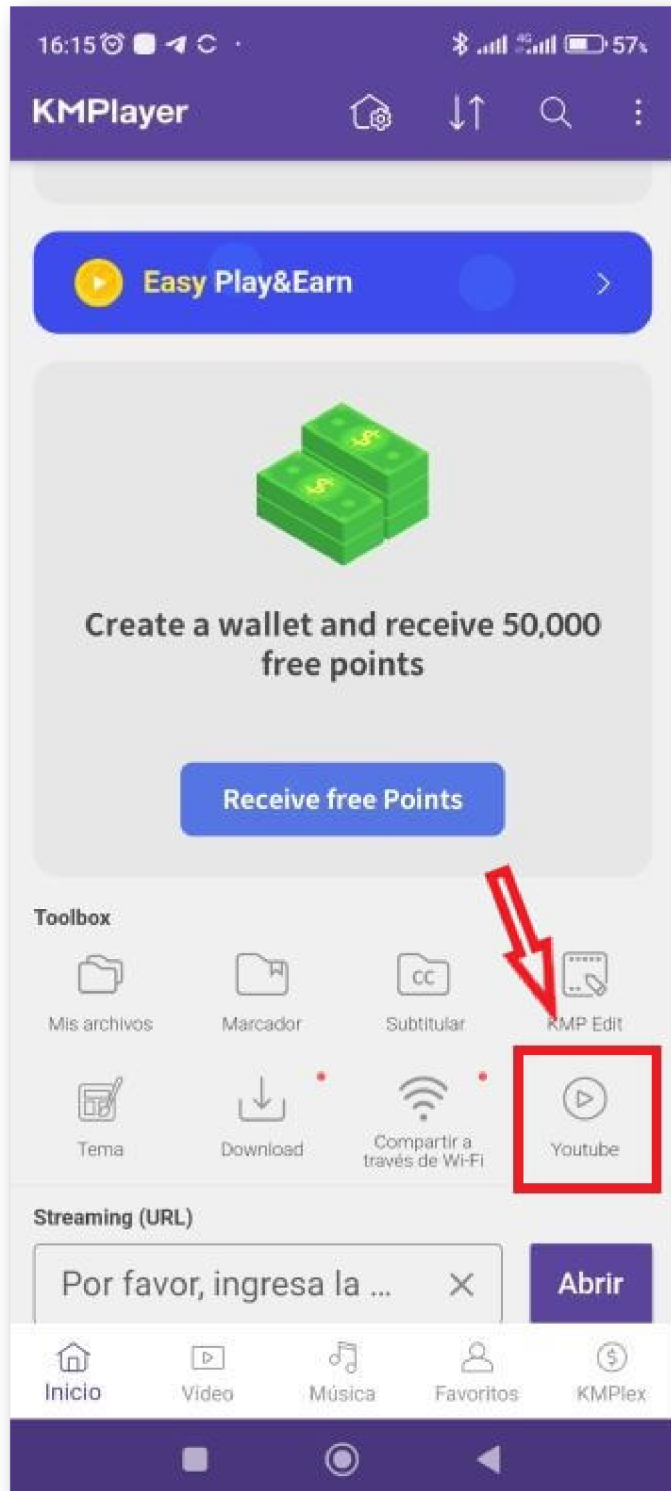 16:15
4G
57%
KMPlayer
Easy Play&Earn
Create a wallet and receive 50,000
free points
Receive free Points
Toolbox
Mis archivos
Marcador
Subtitular
KMP Edit
CC
Tema
Download
Compartir a
través de Wi-Fi
Youtube
Streaming (URL)
Por favor, ingresa la ...
Abrir
Inicio
Video
Música
Favoritos
KMPlex